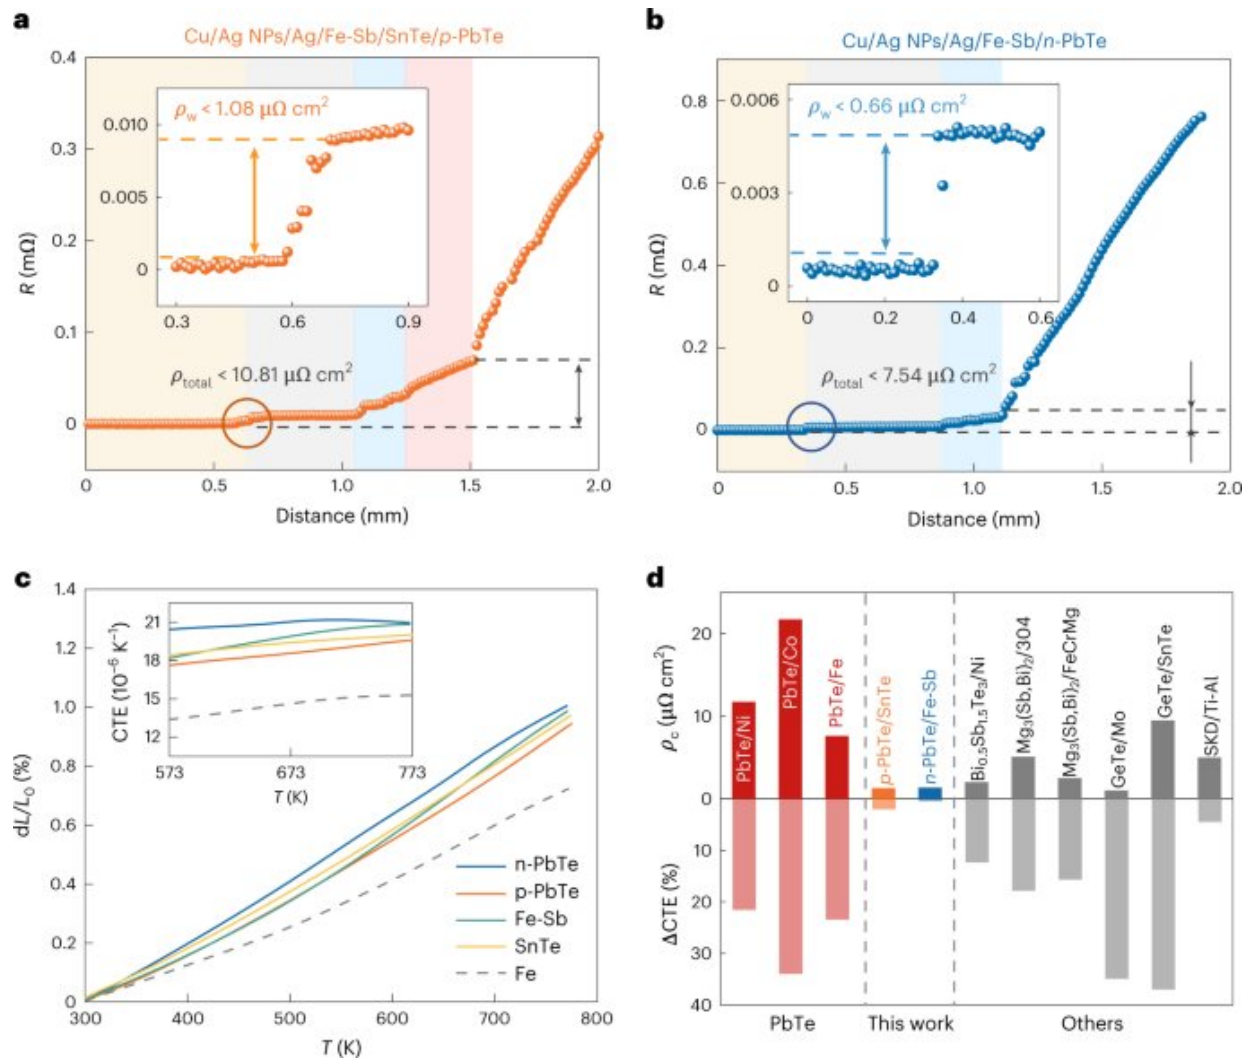 a
Cu/Ag NPs/Ag/Fe-Sb/SnTe/p-PbTe
0.4
0.3
0.2
0.1
0
R (mΩ)
ρw < 1.08 μΩ cm²
0.010
0.005
0
0.3 0.6 0.9
ρtotal < 10.81 μΩ cm²
0 0.5 1.0 1.5 2.0
Distance (mm)
b
Cu/Ag NPs/Ag/Fe-Sb/n-PbTe
0.8
0.6
0.4
0.2
0
R (mΩ)
ρw < 0.66 μΩ cm²
0.006
0.003
0
0 0.2 0.4 0.6
ρtotal < 7.54 μΩ cm²
0 0.5 1.0 1.5 2.0
Distance (mm)
c
1.4
1.2
1.0
0.8
0.6
0.4
0.2
0
dL/L₀ (%)
21
18
15
12
CTE (10⁻⁶ K⁻¹)
573 673 773
T (K)
n-PbTe
p-PbTe
Fe-Sb
SnTe
Fe
300 400 500 600 700 800
T (K)
d
20
10
0
10
20
30
40
ρc (μΩ cm²)
ΔCTE (%)
PbTe/Ni
PbTe/Co
PbTe/Fe
p-PbTe/SnTe
n-PbTe/Fe-Sb
Bi0.5Sb1.5Te3/Ni
Mg3(Sb,Bi)2/304
Mg3(Sb,Bi)2/FeCrMg
GeTe/Mo
GeTe/SnTe
SKD/Ti-Al
PbTe This work Others